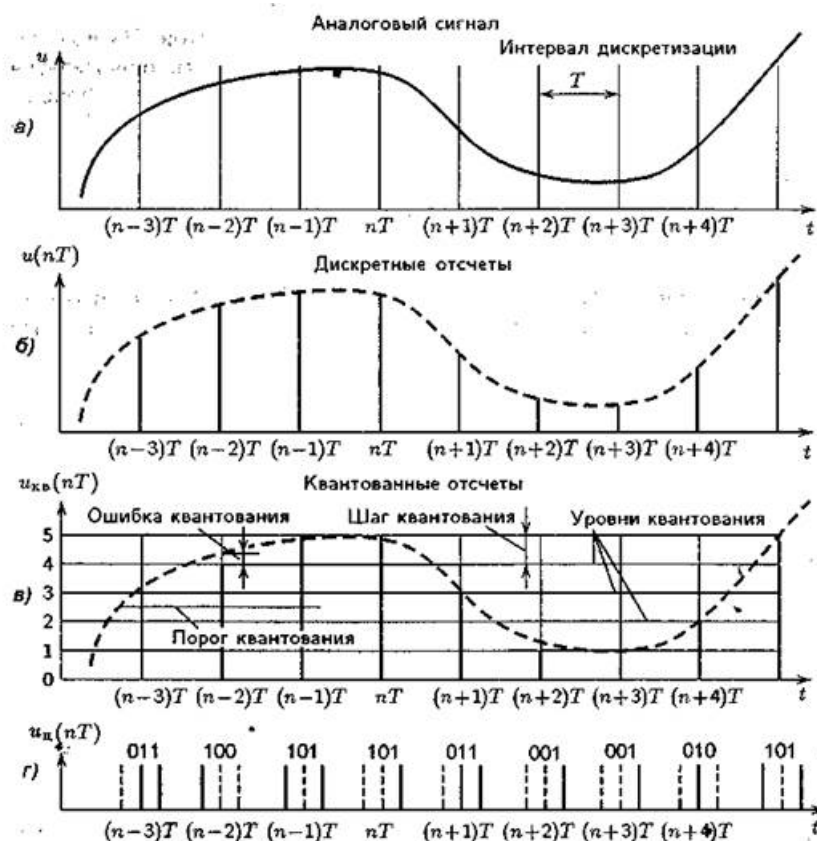 Аналоговый сигнал
u
Интервал дискретизации
T
а)
(n−3)T (n−2)T (n−1)T nT (n+1)T (n+2)T (n+3)T (n+4)T t
u(nT)
Дискретные отсчеты
б)
(n−3)T (n−2)T (n−1)T nT (n+1)T (n+2)T (n+3)T (n+4)T t
uкв(nT)
Квантованные отсчеты
Ошибка квантования Шаг квантования Уровни квантования
5
4
в)
3
2
Порог квантования
1
0
(n−3)T (n−2)T (n−1)T nT (n+1)T (n+2)T (n+3)T (n+4)T t
uц(nT)
011 100 101 101 011 001 001 010 101
г)
(n−3)T (n−2)T (n−1)T nT (n+1)T (n+2)T (n+3)T (n+4)T t